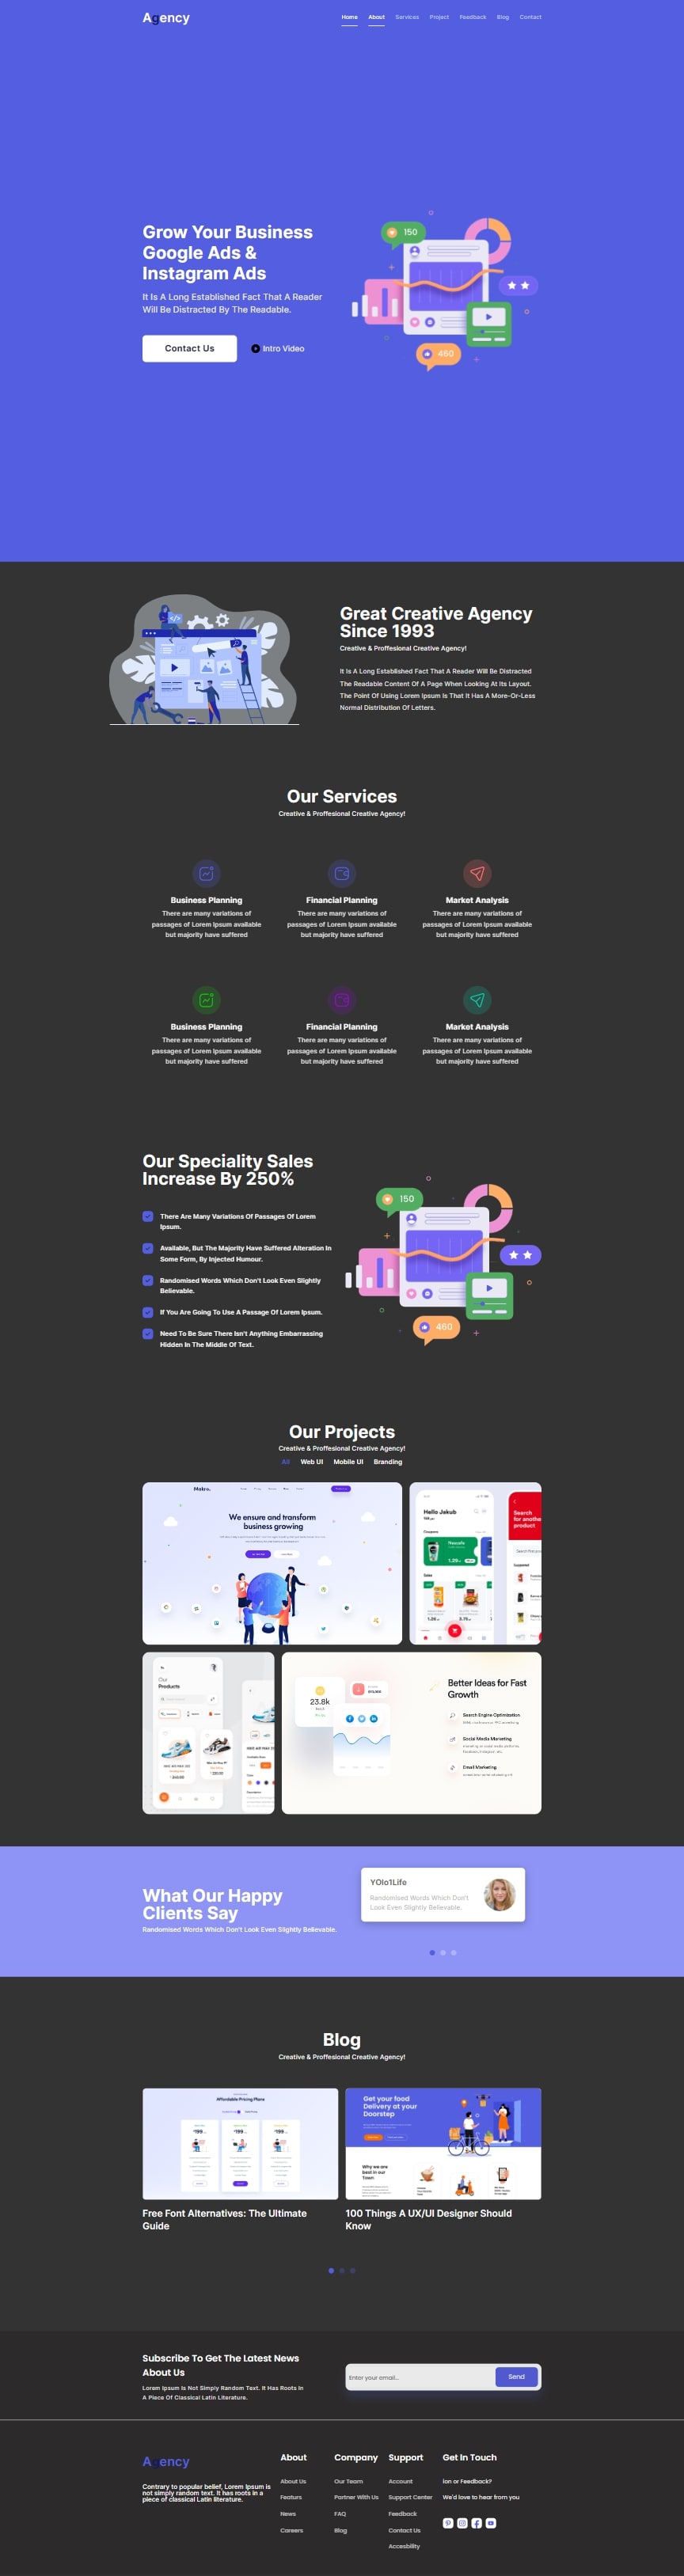 Agency
Home About Sarvices Project Feedback Blog Contact
Grow Your Business
Google Ads &
Instagram Ads
It Is A Long Established Fact That A Reader
Will Be Distracted By The Readable.
Contact Us
Intro Video
150
460
Great Creative Agency
Since 1993
Creative & Proffesional Creative Agency!
It Is A Long Established Fact That A Reader Will Be Distracted
The Readable Content Of A Page When Looking At Its Layout.
The Point Of Using Lorem Ipsum Is That It Has A More-Or-Less
Normal Distribution Of Letters.
Our Services
Creative & Proffesional Creative Agency!
Business Planning
There are many variations of
passages of Lorem Ipsum available
but majority have suffered
Financial Planning
There are many variations of
passages of Lorem Ipsum available
but majority have suffered
Market Analysis
There are many variations of
passages of Lorem Ipsum available
but majority have suffered
Business Planning
There are many variations of
passages of Lorem Ipsum available
but majority have suffered
Financial Planning
There are many variations of
passages of Lorem Ipsum available
but majority have suffered
Market Analysis
There are many variations of
passages of Lorem Ipsum available
but majority have suffered
Our Speciality Sales
Increase By 250%
There Are Many Variations Of Passages Of Lorem
Ipsum.
Available, But The Majority Have Suffered Alteration In
Some Form, By Injected Humour.
Randomised Words Which Don't Look Even Slightly
Believable.
If You Are Going To Use A Passage Of Lorem Ipsum.
Need To Be Sure There Isn't Anything Embarrassing
Hidden In The Middle Of Text.
150
460
Our Projects
Creative & Proffesional Creative Agency!
All Web UI Mobile UI Branding
Makro.
We ensure and transform
business growing
Hello Jakub
Search
for anothe
product
Our
Products
23.8k
Better Ideas for Fast
Growth
Search Engine Optimization
Social Media Marketing
Email Marketing
What Our Happy
Clients Say
Randomised Words Which Don't Look Even Slightly Believable.
YOlo1Life
Randomised Words Which Don't
Look Even Slightly Believable.
Blog
Creative & Proffesional Creative Agency!
Affordable Pricing Plans
Get your food
Delivery at your
Doorstep
Why we are
best in our
Town
Free Font Alternatives: The Ultimate
Guide
100 Things A UX/UI Designer Should
Know
Subscribe To Get The Latest News
About Us
Lorem Ipsum Is Not Simply Random Text. It Has Roots In
A Piece Of Classical Latin Literature.
Enter your email...
Send
Agency
Contrary to popular belief, Lorem Ipsum is
not simply random text. It has roots in a
piece of classical Latin literature.
About
About Us
Featurs
News
Careers
Company
Our Team
Partner With Us
FAQ
Blog
Support
Account
Support Center
Feedback
Contact Us
Accesbility
Get In Touch
ion or Feedback?
We'd love to hear from you